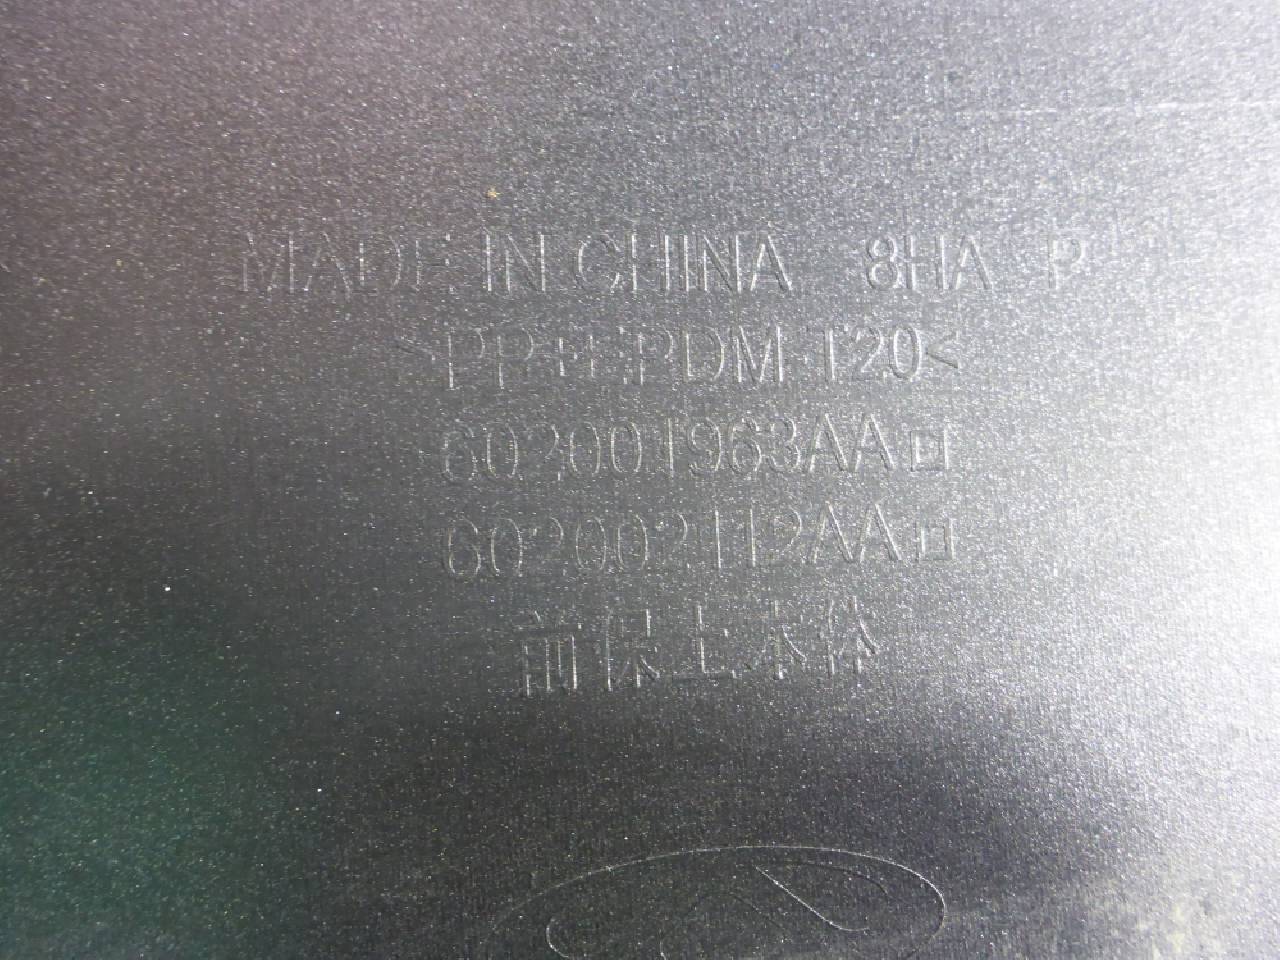 MADE IN CHINA 8HA P
>PP+EPDM-T20<
602001963AA□
602002112AA□
前保上本体